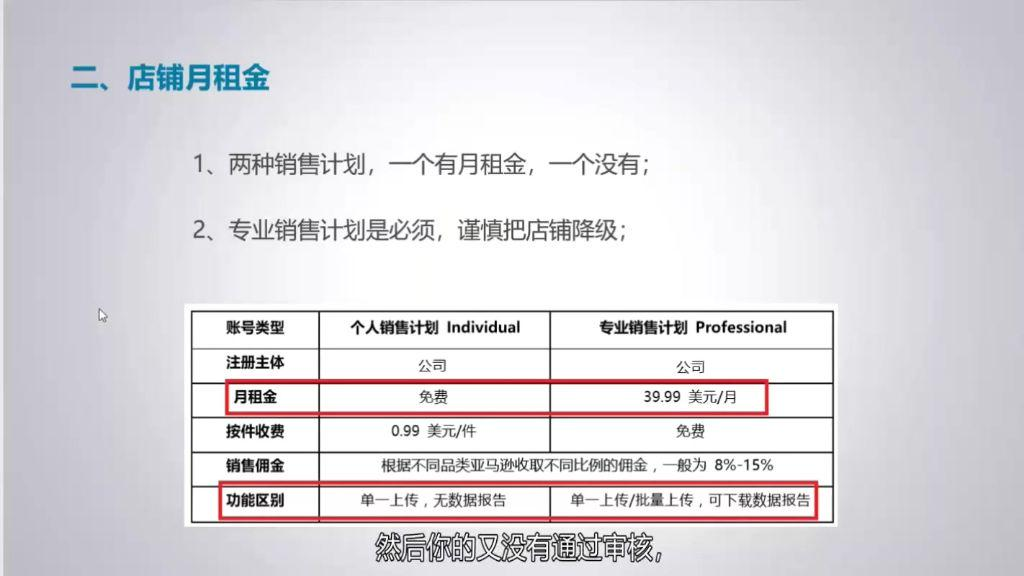 二、店铺月租金
1、两种销售计划，一个有月租金，一个没有；
2、专业销售计划是必须，谨慎把店铺降级；
账号类型 个人销售计划 Individual 专业销售计划 Professional
注册主体 公司 公司
月租金 免费 39.99 美元/月
按件收费 0.99 美元/件 免费
销售佣金 根据不同品类亚马逊收取不同比例的佣金，一般为 8%-15%
功能区别 单一上传，无数据报告 单一上传/批量上传，可下载数据报告
然后你的又没有通过审核，